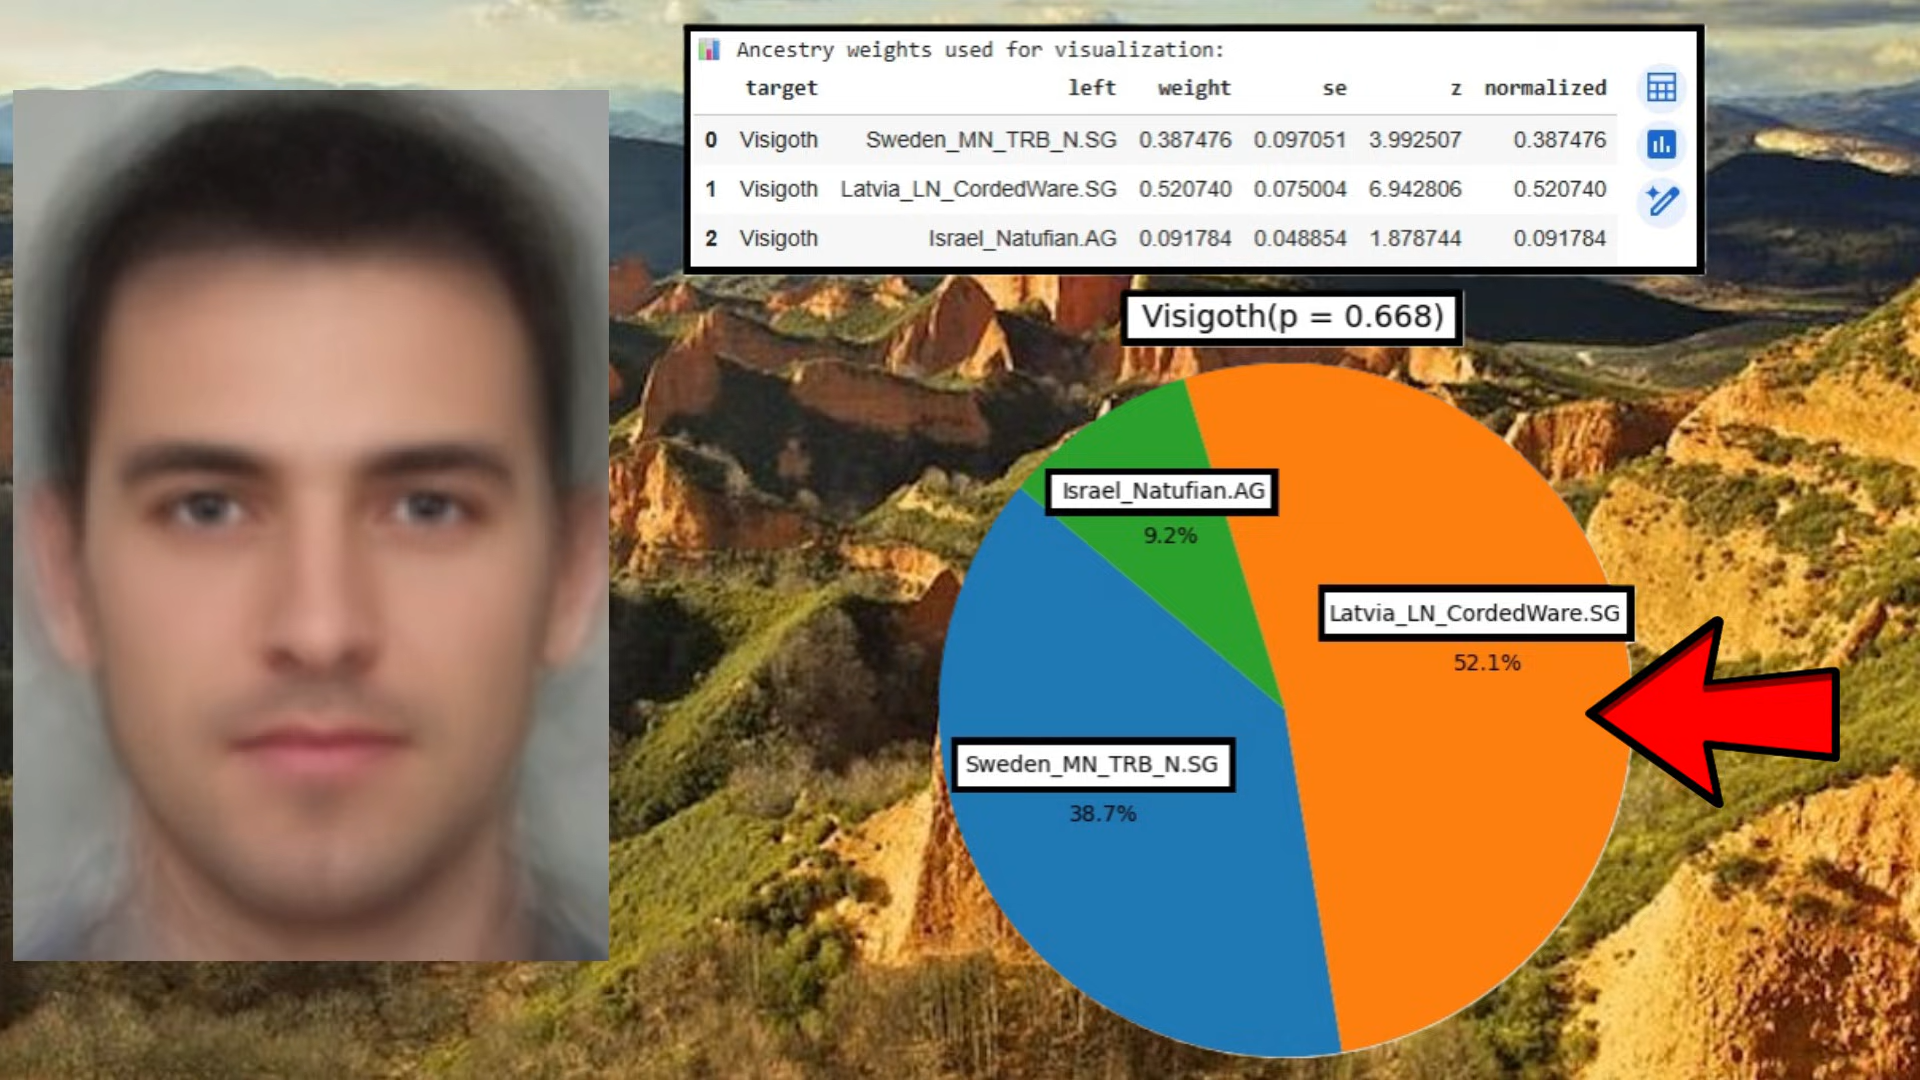 Ancestry weights used for visualization:
target left weight se z normalized
0 Visigoth Sweden_MN_TRB_N.SG 0.387476 0.097051 3.992507 0.387476
1 Visigoth Latvia_LN_CordedWare.SG 0.520740 0.075004 6.942806 0.520740
2 Visigoth Israel_Natufian.AG 0.091784 0.048854 1.878744 0.091784
Visigoth(p = 0.668)
Israel_Natufian.AG
9.2%
Latvia_LN_CordedWare.SG
52.1%
Sweden_MN_TRB_N.SG
38.7%